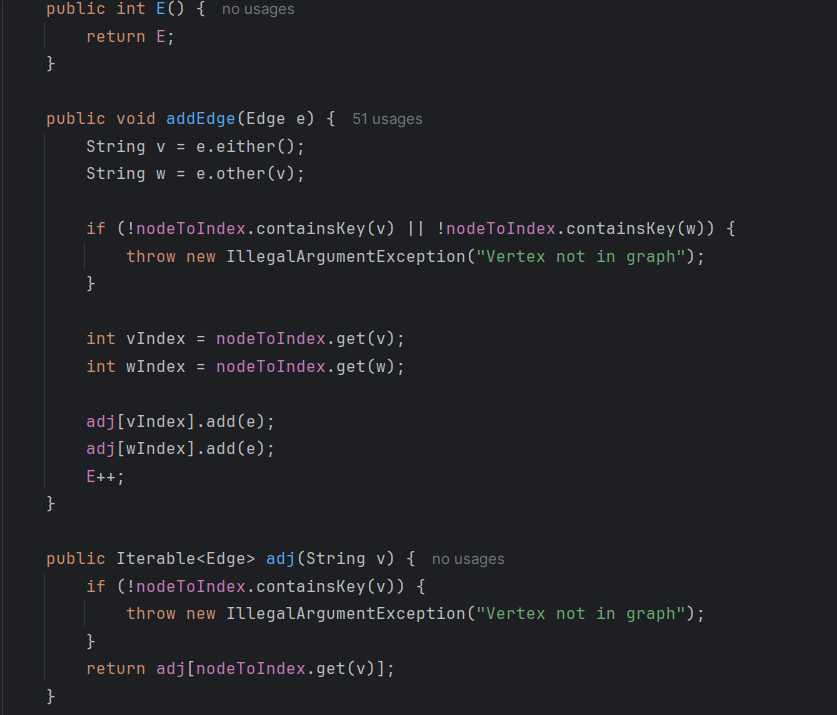 public int E() { no usages
return E;
}
public void addEdge(Edge e) { 51 usages
String v = e.either();
String w = e.other(v);
if (!nodeToIndex.containsKey(v) || !nodeToIndex.containsKey(w)) {
throw new IllegalArgumentException("Vertex not in graph");
}
int vIndex = nodeToIndex.get(v);
int wIndex = nodeToIndex.get(w);
adj[vIndex].add(e);
adj[wIndex].add(e);
E++;
}
public Iterable<Edge> adj(String v) { no usages
if (!nodeToIndex.containsKey(v)) {
throw new IllegalArgumentException("Vertex not in graph");
}
return adj[nodeToIndex.get(v)];
}